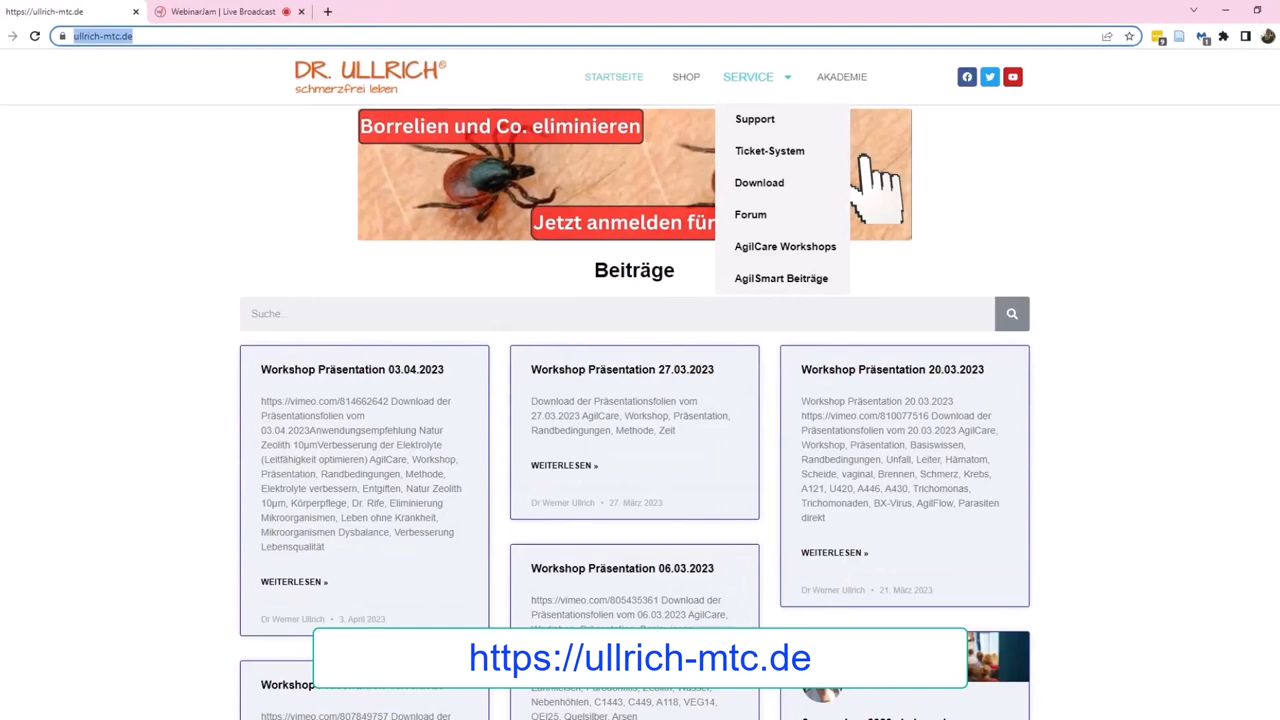 https://ullrich-mtc.de
WebinarJam | Live Broadcast
ullrich-mtc.de
DR. ULLRICH®
schmerzfrei leben
STARTSEITE
SHOP
SERVICE
AKADEMIE
Borrelien und Co. eliminieren
Jetzt anmelden für
Support
Ticket-System
Download
Forum
AgilCare Workshops
AgilSmart Beiträge
Beiträge
Suche...
Workshop Präsentation 03.04.2023
https://vimeo.com/814662642 Download der
Präsentationsfolien vom
03.04.2023Anwendungsempfehlung Natur
Zeolith 10µmVerbesserung der Elektrolyte
(Leitfähigkeit optimieren) AgilCare, Workshop,
Präsentation, Randbedingungen, Methode,
Elektrolyte verbessern, Entgiften, Natur Zeolith
10µm, Körperpflege, Dr. Rife, Eliminierung
Mikroorganismen, Leben ohne Krankheit,
Mikroorganismen Dysbalance, Verbesserung
Lebensqualität
WEITERLESEN »
Dr Werner Ullrich • 3. April 2023
Workshop Präsentation 27.03.2023
Download der Präsentationsfolien vom
27.03.2023 AgilCare, Workshop, Präsentation,
Randbedingungen, Methode, Zeit
WEITERLESEN »
Dr Werner Ullrich • 27. März 2023
Workshop Präsentation 20.03.2023
Workshop Präsentation 20.03.2023
https://vimeo.com/810077516 Download der
Präsentationsfolien vom 20.03.2023 AgilCare,
Workshop, Präsentation, Basiswissen,
Randbedingungen, Unfall, Leiter, Hämatom,
Scheide, vaginal, Brennen, Schmerz, Krebs,
A121, U420, A446, A430, Trichomonas,
Trichomonaden, BX-Virus, AgilFlow, Parasiten
direkt
WEITERLESEN »
Dr Werner Ullrich • 21. März 2023
Workshop Präsentation 06.03.2023
https://vimeo.com/805435361 Download der
Präsentationsfolien vom 06.03.2023 AgilCare,
Nebenhöhlen, C1443, C449, A118, VEG14,
OEI25, Quelsilber, Arsen
Workshop
https://vimeo.com/807849757 Download der
https://ullrich-mtc.de